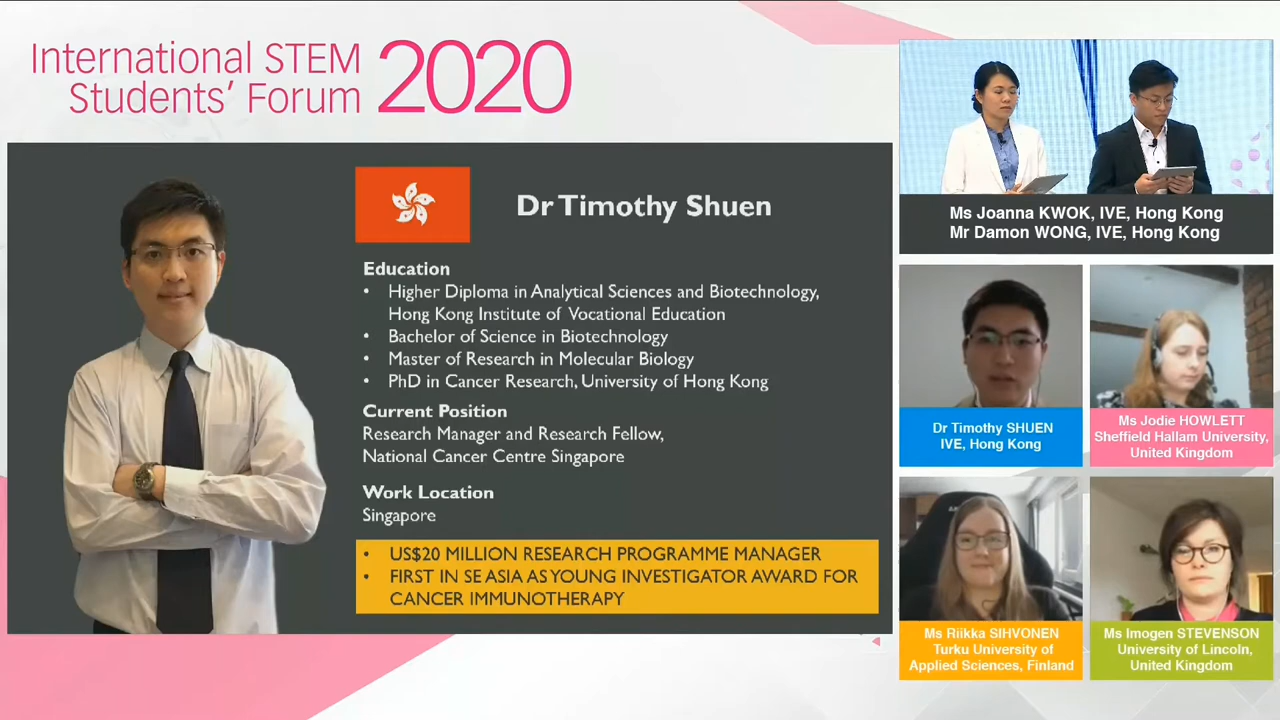 International STEM
Students' Forum
2020
Dr Timothy Shuen
Education
• Higher Diploma in Analytical Sciences and Biotechnology,
Hong Kong Institute of Vocational Education
• Bachelor of Science in Biotechnology
• Master of Research in Molecular Biology
• PhD in Cancer Research, University of Hong Kong
Current Position
Research Manager and Research Fellow,
National Cancer Centre Singapore
Work Location
Singapore
• US$20 MILLION RESEARCH PROGRAMME MANAGER
• FIRST IN SE ASIA AS YOUNG INVESTIGATOR AWARD FOR
CANCER IMMUNOTHERAPY
Ms Joanna KWOK, IVE, Hong Kong
Mr Damon WONG, IVE, Hong Kong
Dr Timothy SHUEN
IVE, Hong Kong
Ms Jodie HOWLETT
Sheffield Hallam University,
United Kingdom
Ms Riikka SIHVONEN
Turku University of
Applied Sciences, Finland
Ms Imogen STEVENSON
University of Lincoln,
United Kingdom